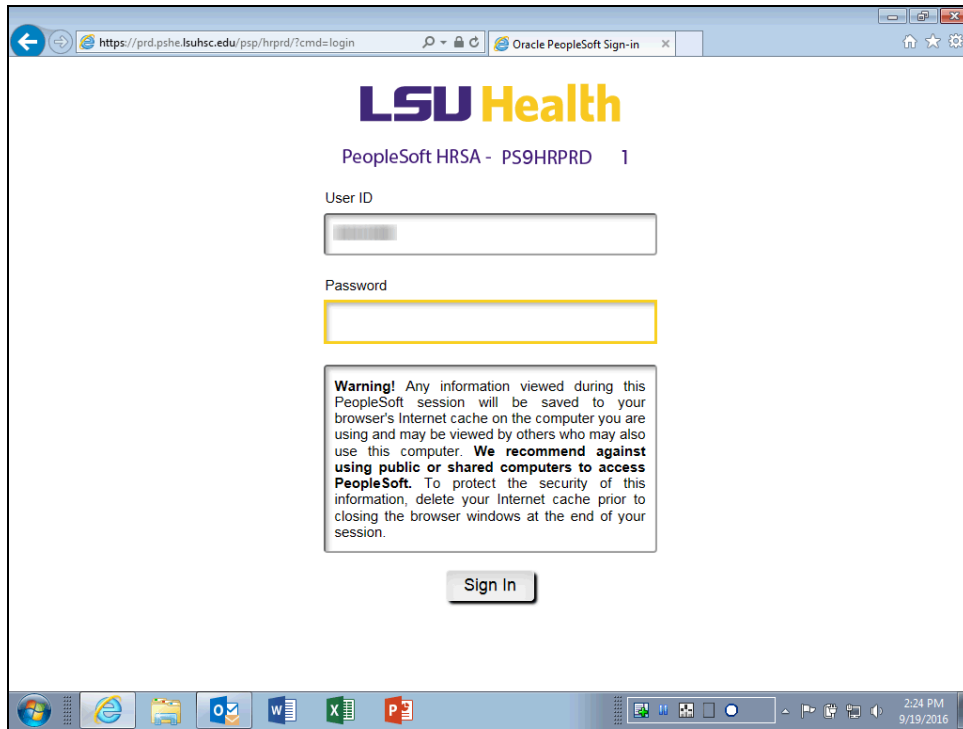 https://prd.pshe.lsuhsc.edu/psp/hrprd/?cmd=login
Oracle PeopleSoft Sign-in
LSU Health
PeopleSoft HRSA - PS9HRPRD 1
User ID
Password
Warning! Any information viewed during this
PeopleSoft session will be saved to your
browser's Internet cache on the computer you are
using and may be viewed by others who may also
use this computer. We recommend against
using public or shared computers to access
PeopleSoft. To protect the security of this
information, delete your Internet cache prior to
closing the browser windows at the end of your
session.
Sign In
2:24 PM
9/19/2016